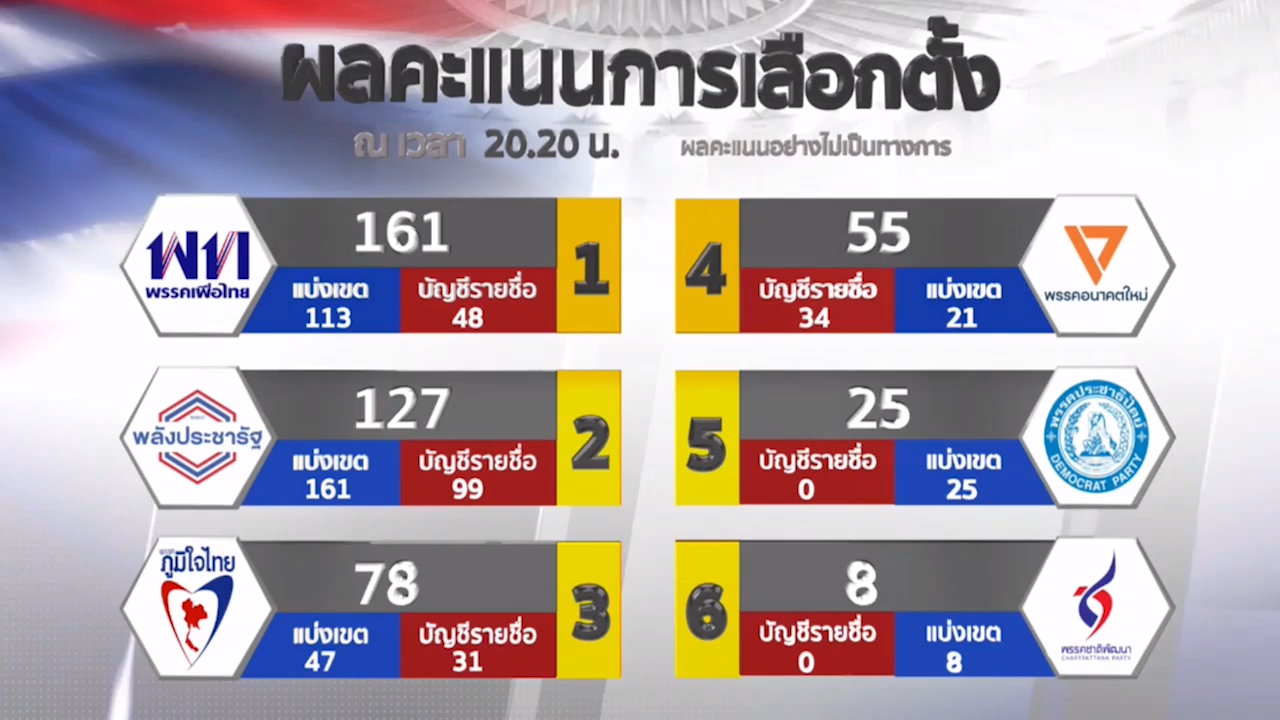 ผลคะแนนการเลือกตั้ง
ณ เวลา 20.20 น. ผลคะแนนอย่างไม่เป็นทางการ
พท
พรรคเพื่อไทย
161
แบ่งเขต บัญชีรายชื่อ
113 48
1
พลังประชารัฐ
127
แบ่งเขต บัญชีรายชื่อ
161 99
2
ภูมิใจไทย
78
แบ่งเขต บัญชีรายชื่อ
47 31
3
4
55
บัญชีรายชื่อ แบ่งเขต
34 21
พรรคอนาคตใหม่
5
25
บัญชีรายชื่อ แบ่งเขต
0 25
พรรคประชาธิปัตย์
DEMOCRAT PARTY
6
8
บัญชีรายชื่อ แบ่งเขต
0 8
พรรคชาติพัฒนา
CHARTPATTANA PARTY